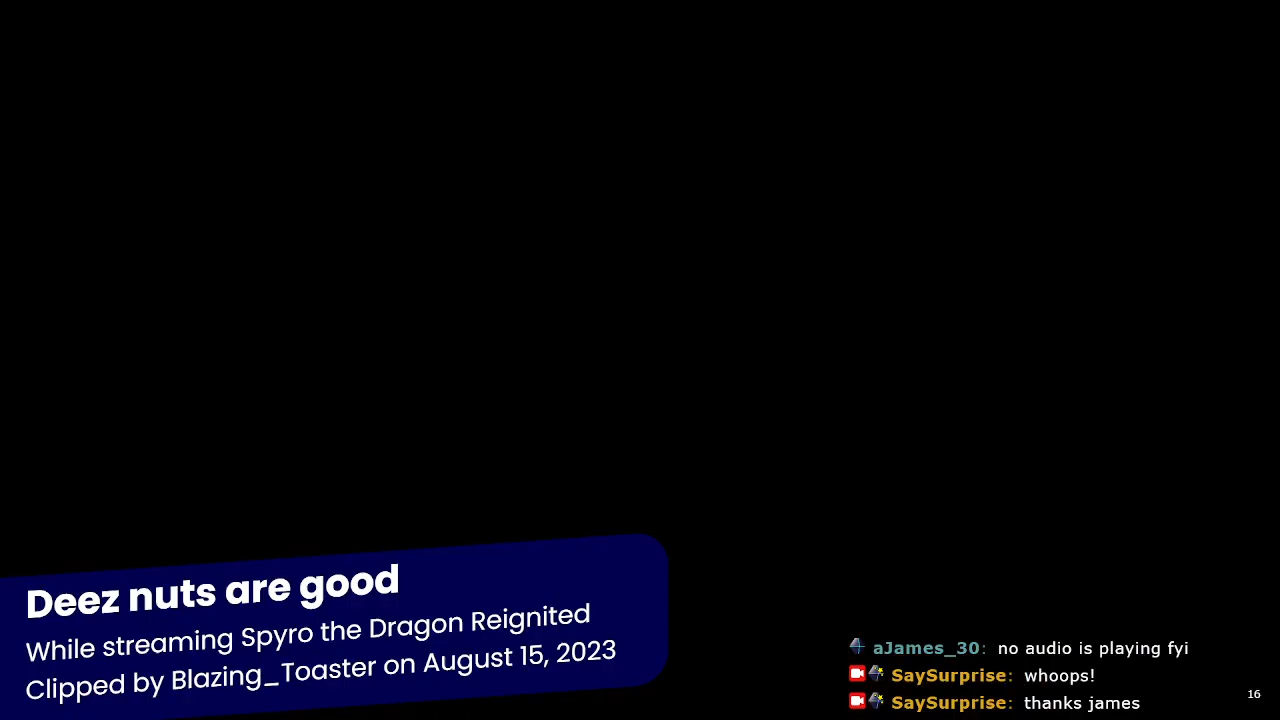 Deez nuts are good
While streaming Spyro the Dragon Reignited
Clipped by Blazing_Toaster on August 15, 2023
aJames_30: no audio is playing fyi
SaySurprise: whoops!
SaySurprise: thanks james
16